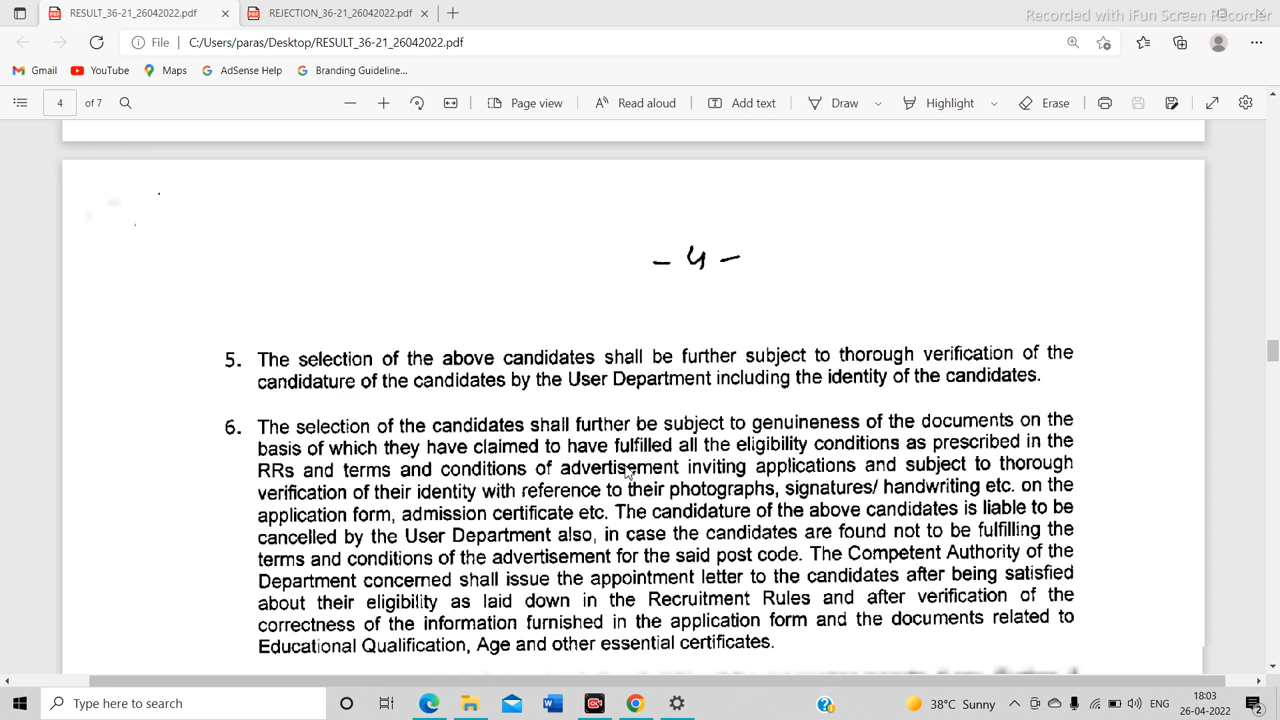 RESULT_36-21_26042022.pdf
REJECTION_36-21_26042022.pdf
Recorded with iFun Screen Recorder
File
C:/Users/paras/Desktop/RESULT_36-21_26042022.pdf
Gmail YouTube Maps AdSense Help Branding Guideline...
4 of 7 Page view Read aloud Add text Draw Highlight Erase
- 4 -
5. The selection of the above candidates shall be further subject to thorough verification of the
candidature of the candidates by the User Department including the identity of the candidates.
6. The selection of the candidates shall further be subject to genuineness of the documents on the
basis of which they have claimed to have fulfilled all the eligibility conditions as prescribed in the
RRs and terms and conditions of advertisement inviting applications and subject to thorough
verification of their identity with reference to their photographs, signatures/ handwriting etc. on the
application form, admission certificate etc. The candidature of the above candidates is liable to be
cancelled by the User Department also, in case the candidates are found not to be fulfilling the
terms and conditions of the advertisement for the said post code. The Competent Authority of the
Department concerned shall issue the appointment letter to the candidates after being satisfied
about their eligibility as laid down in the Recruitment Rules and after verification of the
correctness of the information furnished in the application form and the documents related to
Educational Qualification, Age and other essential certificates.
Type here to search
38°C Sunny
ENG
18:03
26-04-2022
2